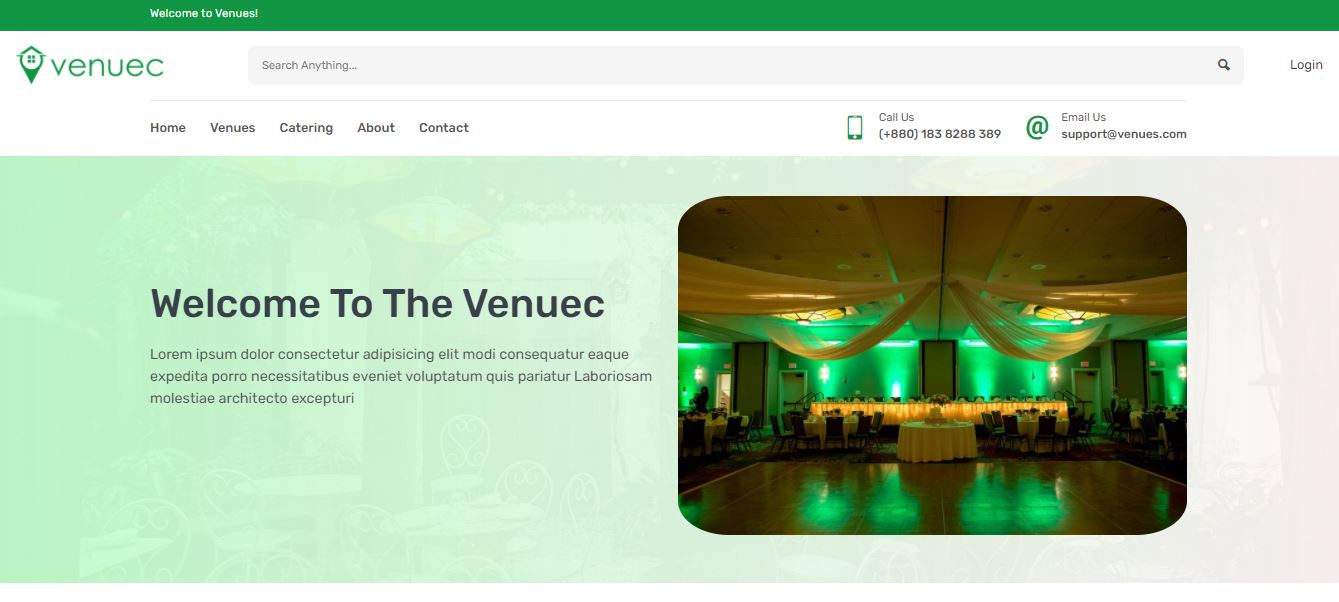 Welcome to Venues!
venuec
Search Anything...
Login
Home Venues Catering About Contact
Call Us
(+880) 183 8288 389
Email Us
support@venues.com
Welcome To The Venuec
Lorem ipsum dolor consectetur adipisicing elit modi consequatur eaque
expedita porro necessitatibus eveniet voluptatum quis pariatur Laboriosam
molestiae architecto excepturi